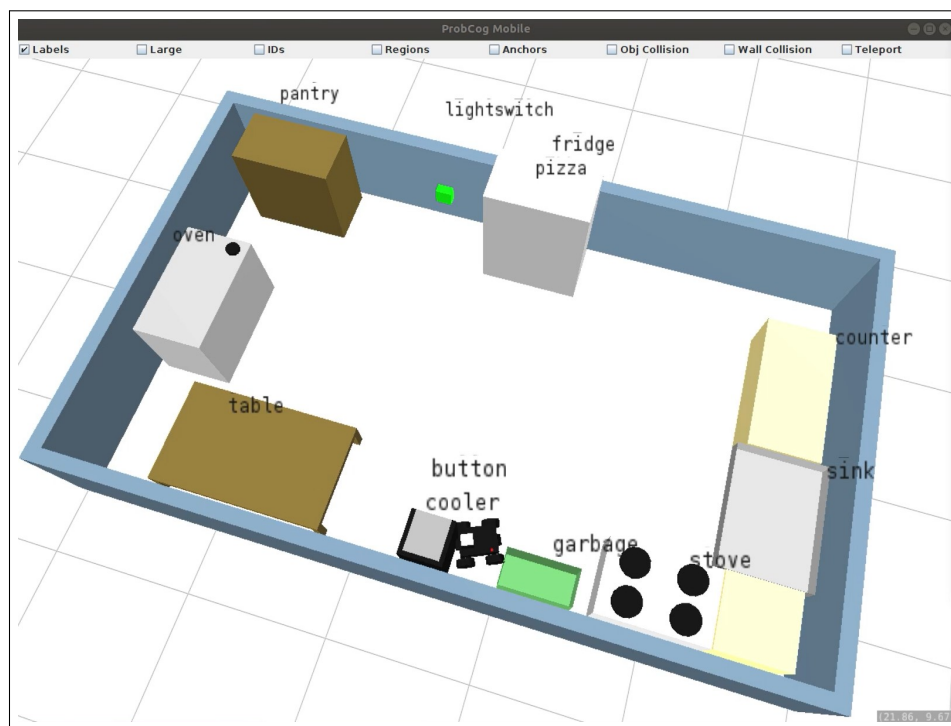 ProbCog Mobile
Labels Large IDs Regions Anchors Obj Collision Wall Collision Teleport
pantry
lightswitch
fridge
pizza
oven
counter
table
button
sink
cooler
garbage
stove